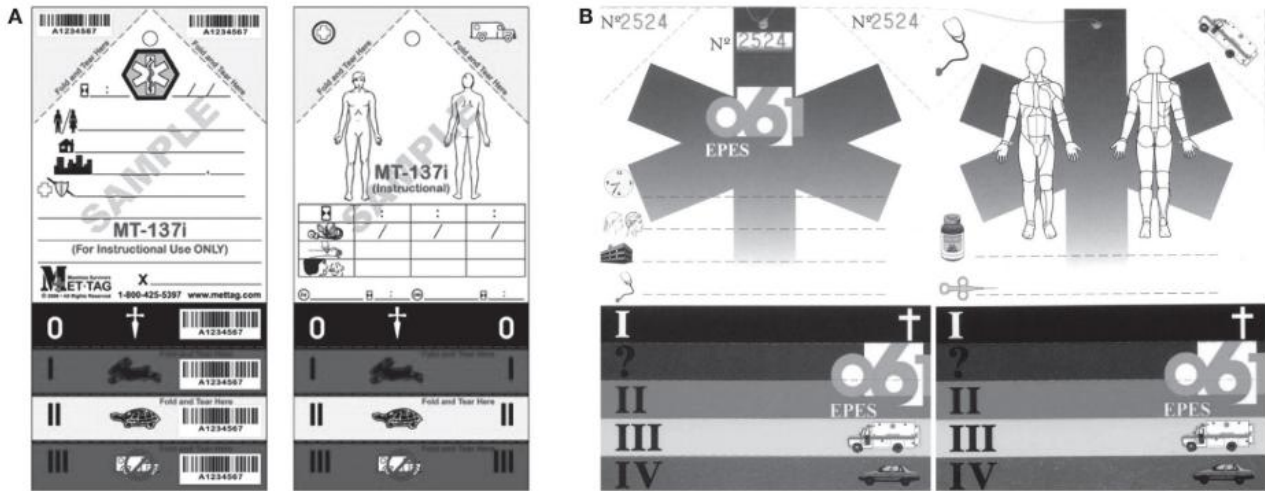 A
A1234567
A1234567
Fold and Tear Here
Fold and Tear Here
: / /
SAMPLE
MT-137i
(For Instructional Use ONLY)
X
MET-TAG
1-800-425-5397 www.mettag.com
0
A1234567
Fold and Tear Here
I
A1234567
Fold and Tear Here
II
A1234567
III
A1234567
Fold and Tear Here
Fold and Tear Here
SAMPLE
MT-137i
(Instructional)
: : :
/ / /
: :
0 0
Fold and Tear Here
I I
Fold and Tear Here
II II
III III
B
Nº2524
Nº 2524
Nº2524
061
EPES
I
?
061
II
EPES
III
IV
I
?
061
II
EPES
III
IV